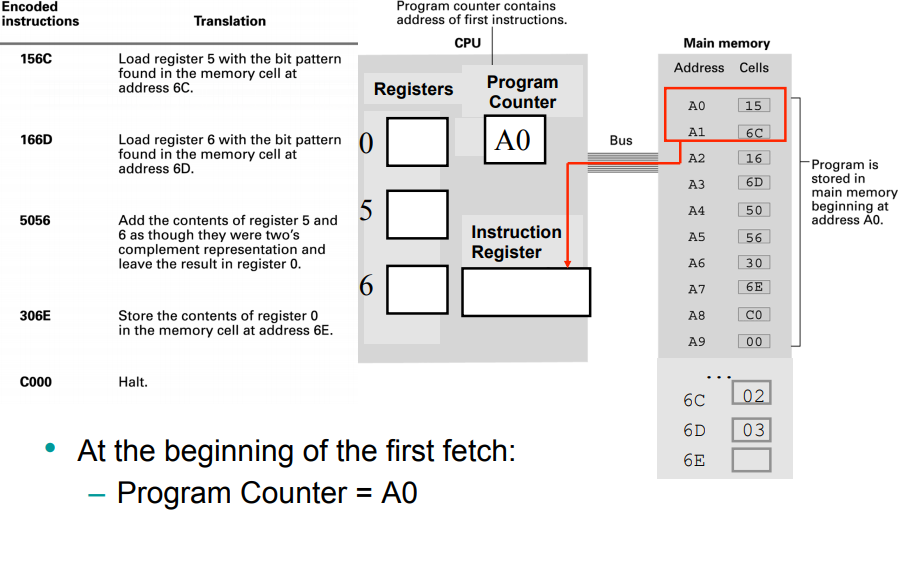 Encoded
instructions
Translation
156C
Load register 5 with the bit pattern
found in the memory cell at
address 6C.
166D
Load register 6 with the bit pattern
found in the memory cell at
address 6D.
5056
Add the contents of register 5 and
6 as though they were two's
complement representation and
leave the result in register 0.
306E
Store the contents of register 0
in the memory cell at address 6E.
C000
Halt.
Program counter contains
address of first instructions.
CPU
Registers
Program
Counter
0
A0
5
Instruction
Register
6
Bus
Main memory
Address Cells
A0 15
A1 6C
A2 16
A3 6D
A4 50
A5 56
A6 30
A7 6E
A8 C0
A9 00
...
6C 02
6D 03
6E
Program is
stored in
main memory
beginning at
address A0.
• At the beginning of the first fetch:
– Program Counter = A0